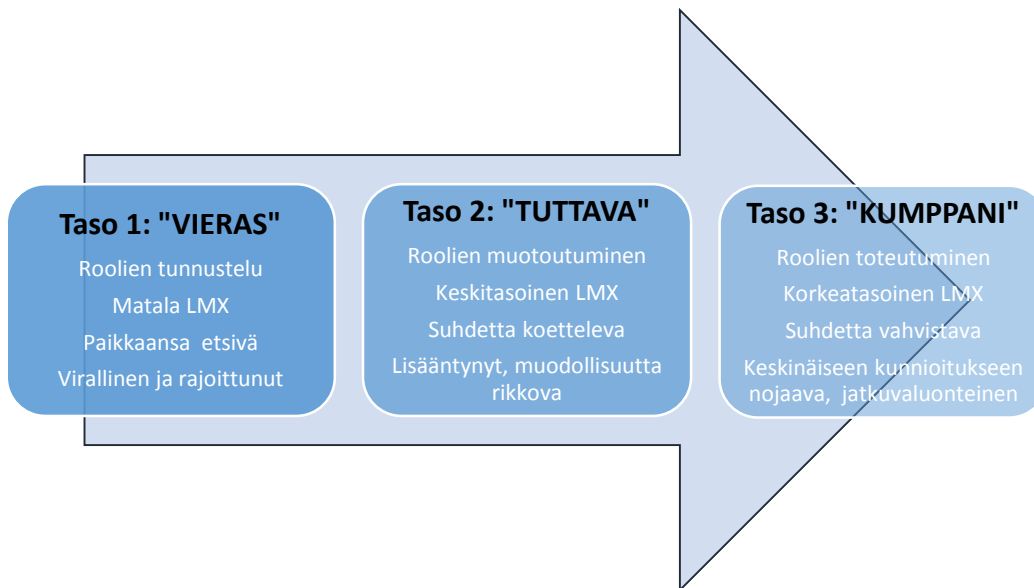 Taso 1: "VIERAS"
Roolien tunnustelu
Matala LMX
Paikkaansa etsivä
Virallinen ja rajoittunut
Taso 2: "TUTTAVA"
Roolien muotoutuminen
Keskitasoinen LMX
Suhdetta koetteleva
Lisääntynyt, muodollisuutta
rikkova
Taso 3: "KUMPPANI"
Roolien toteutuminen
Korkeatasoinen LMX
Suhdetta vahvistava
Keskinäiseen kunnioitukseen
nojaava, jatkuvaluonteinen